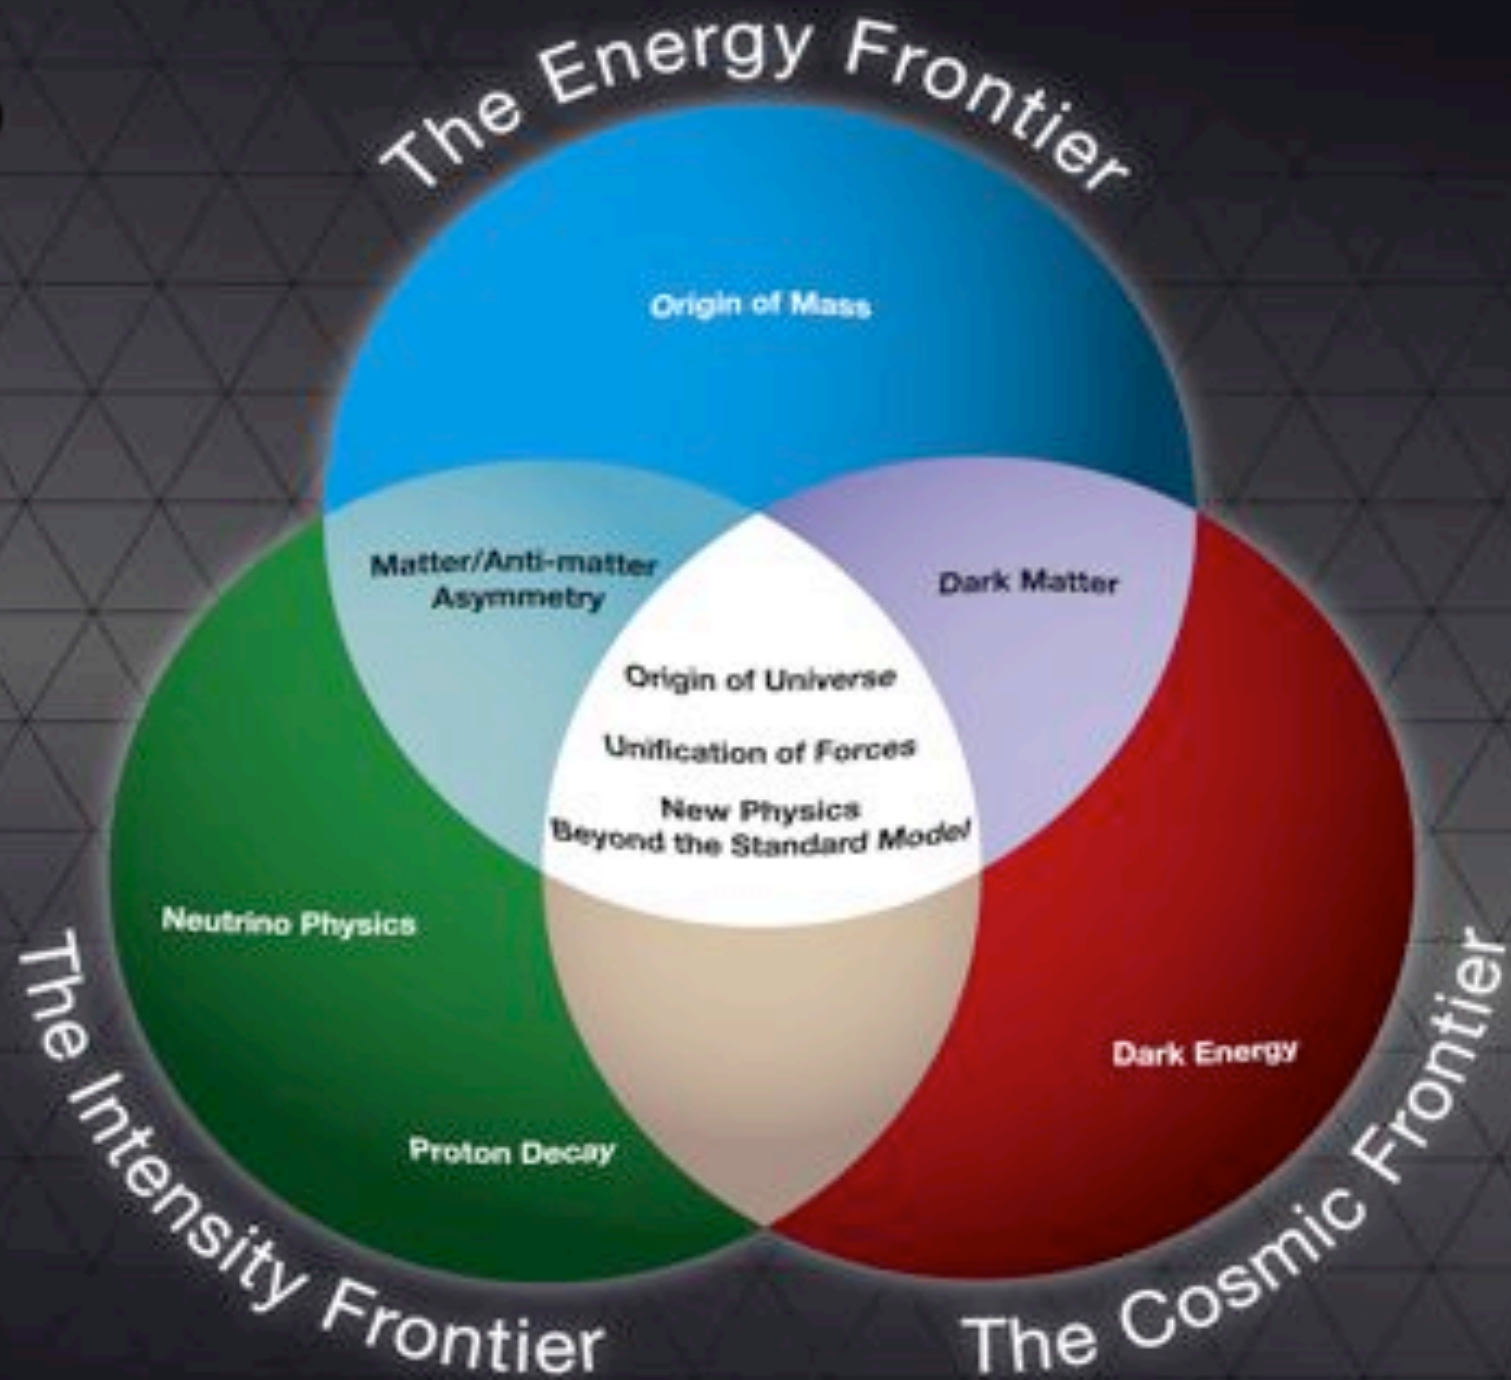 The Energy Frontier
Origin of Mass
Matter/Anti-matter
Asymmetry
Dark Matter
Origin of Universe
Unification of Forces
New Physics
Beyond the Standard Model
Neutrino Physics
Dark Energy
Proton Decay
The Intensity Frontier
The Cosmic Frontier